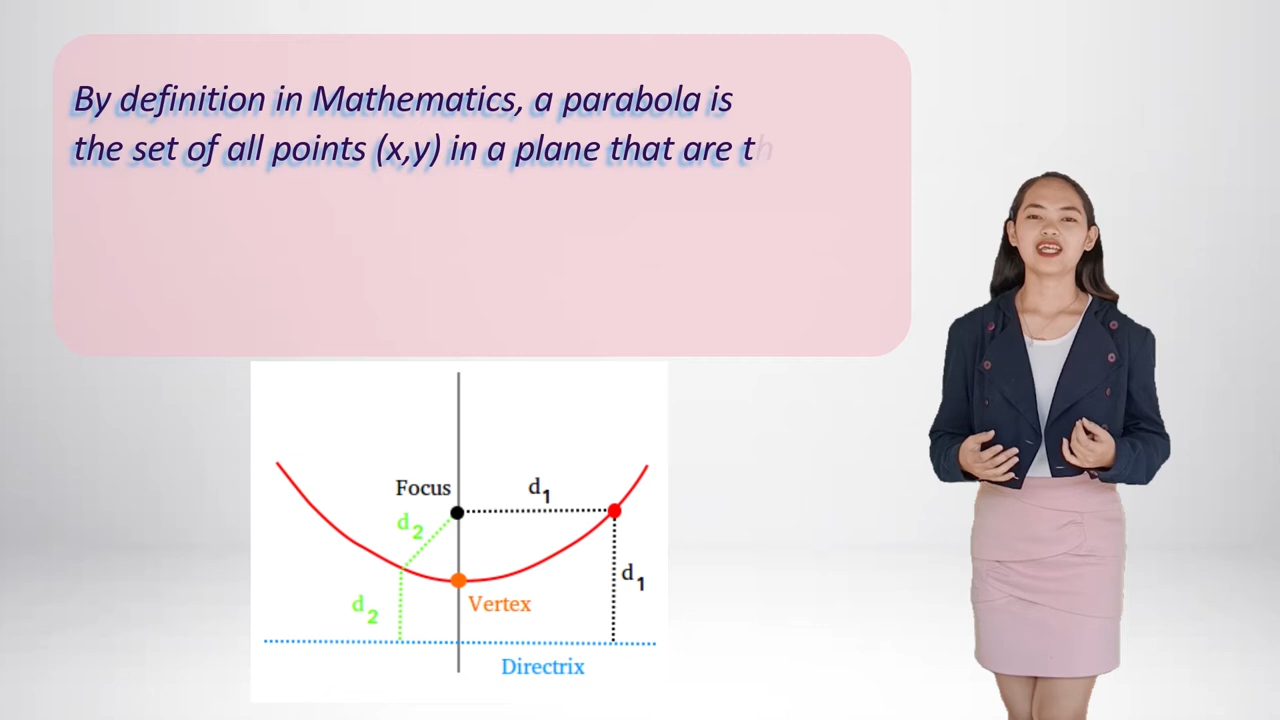 By definition in Mathematics, a parabola is
the set of all points (x,y) in a plane that are th
Focus
d1
d2
d1
d2
Vertex
Directrix